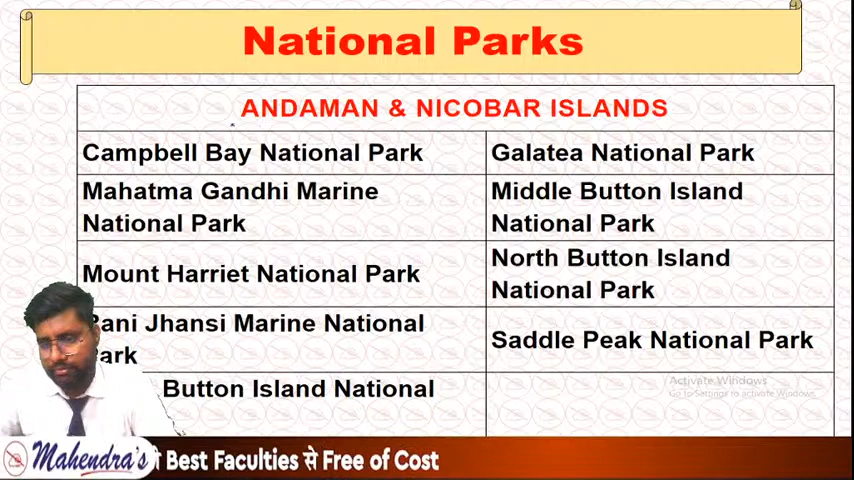 National Parks
ANDAMAN & NICOBAR ISLANDS
Campbell Bay National Park
Galatea National Park
Mahatma Gandhi Marine
National Park
Middle Button Island
National Park
Mount Harriet National Park
North Button Island
National Park
Rani Jhansi Marine National
Park
Saddle Peak National Park
Button Island National
Activate Windows
Go to Settings to activate Windows.
Mahendra's
Best Faculties से Free of Cost